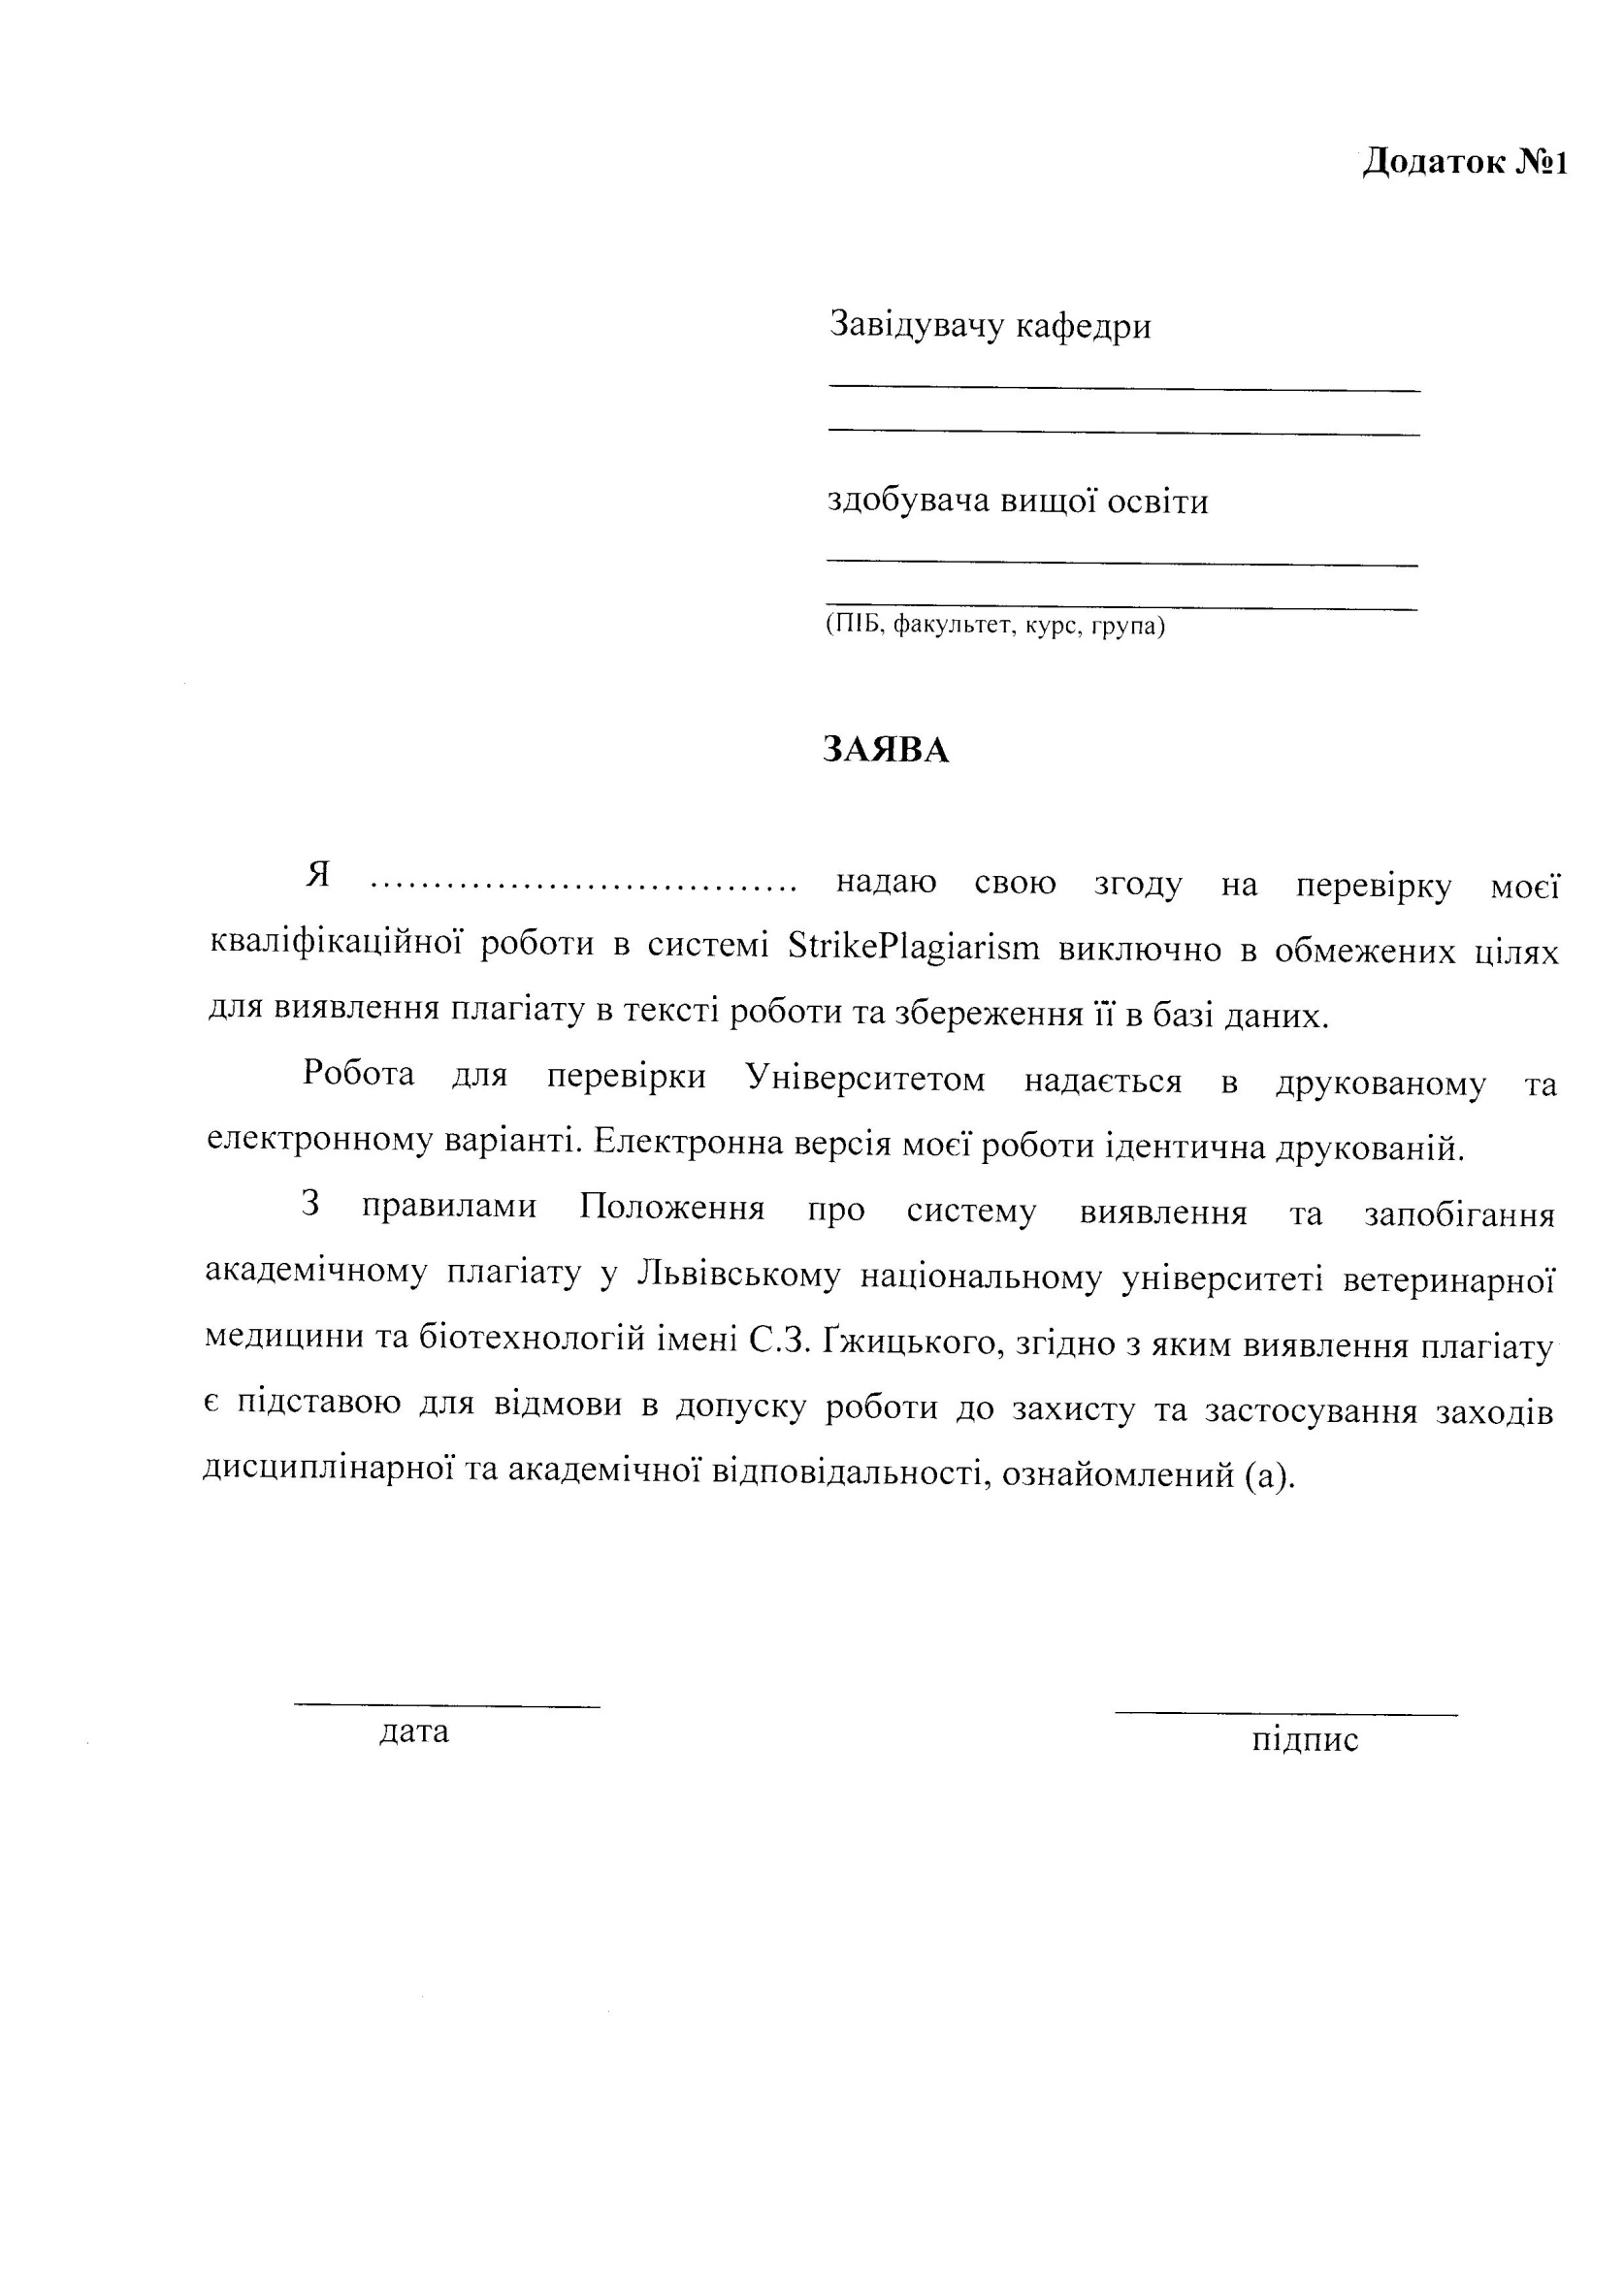 Додаток №1
Завідувачу кафедри
здобувача вищої освіти
(ПІБ, факультет, курс, група)
ЗАЯВА
Я .................................. надаю свою згоду на перевірку моєї
кваліфікаційної роботи в системі StrikePlagiarism виключно в обмежених цілях
для виявлення плагіату в тексті роботи та збереження її в базі даних.
Робота для перевірки Університетом надається в друкованому та
електронному варіанті. Електронна версія моєї роботи ідентична друкованій.
З правилами Положення про систему виявлення та запобігання
академічному плагіату у Львівському національному університеті ветеринарної
медицини та біотехнологій імені С.З. Ґжицького, згідно з яким виявлення плагіату
є підставою для відмови в допуску роботи до захисту та застосування заходів
дисциплінарної та академічної відповідальності, ознайомлений (а).
дата підпис